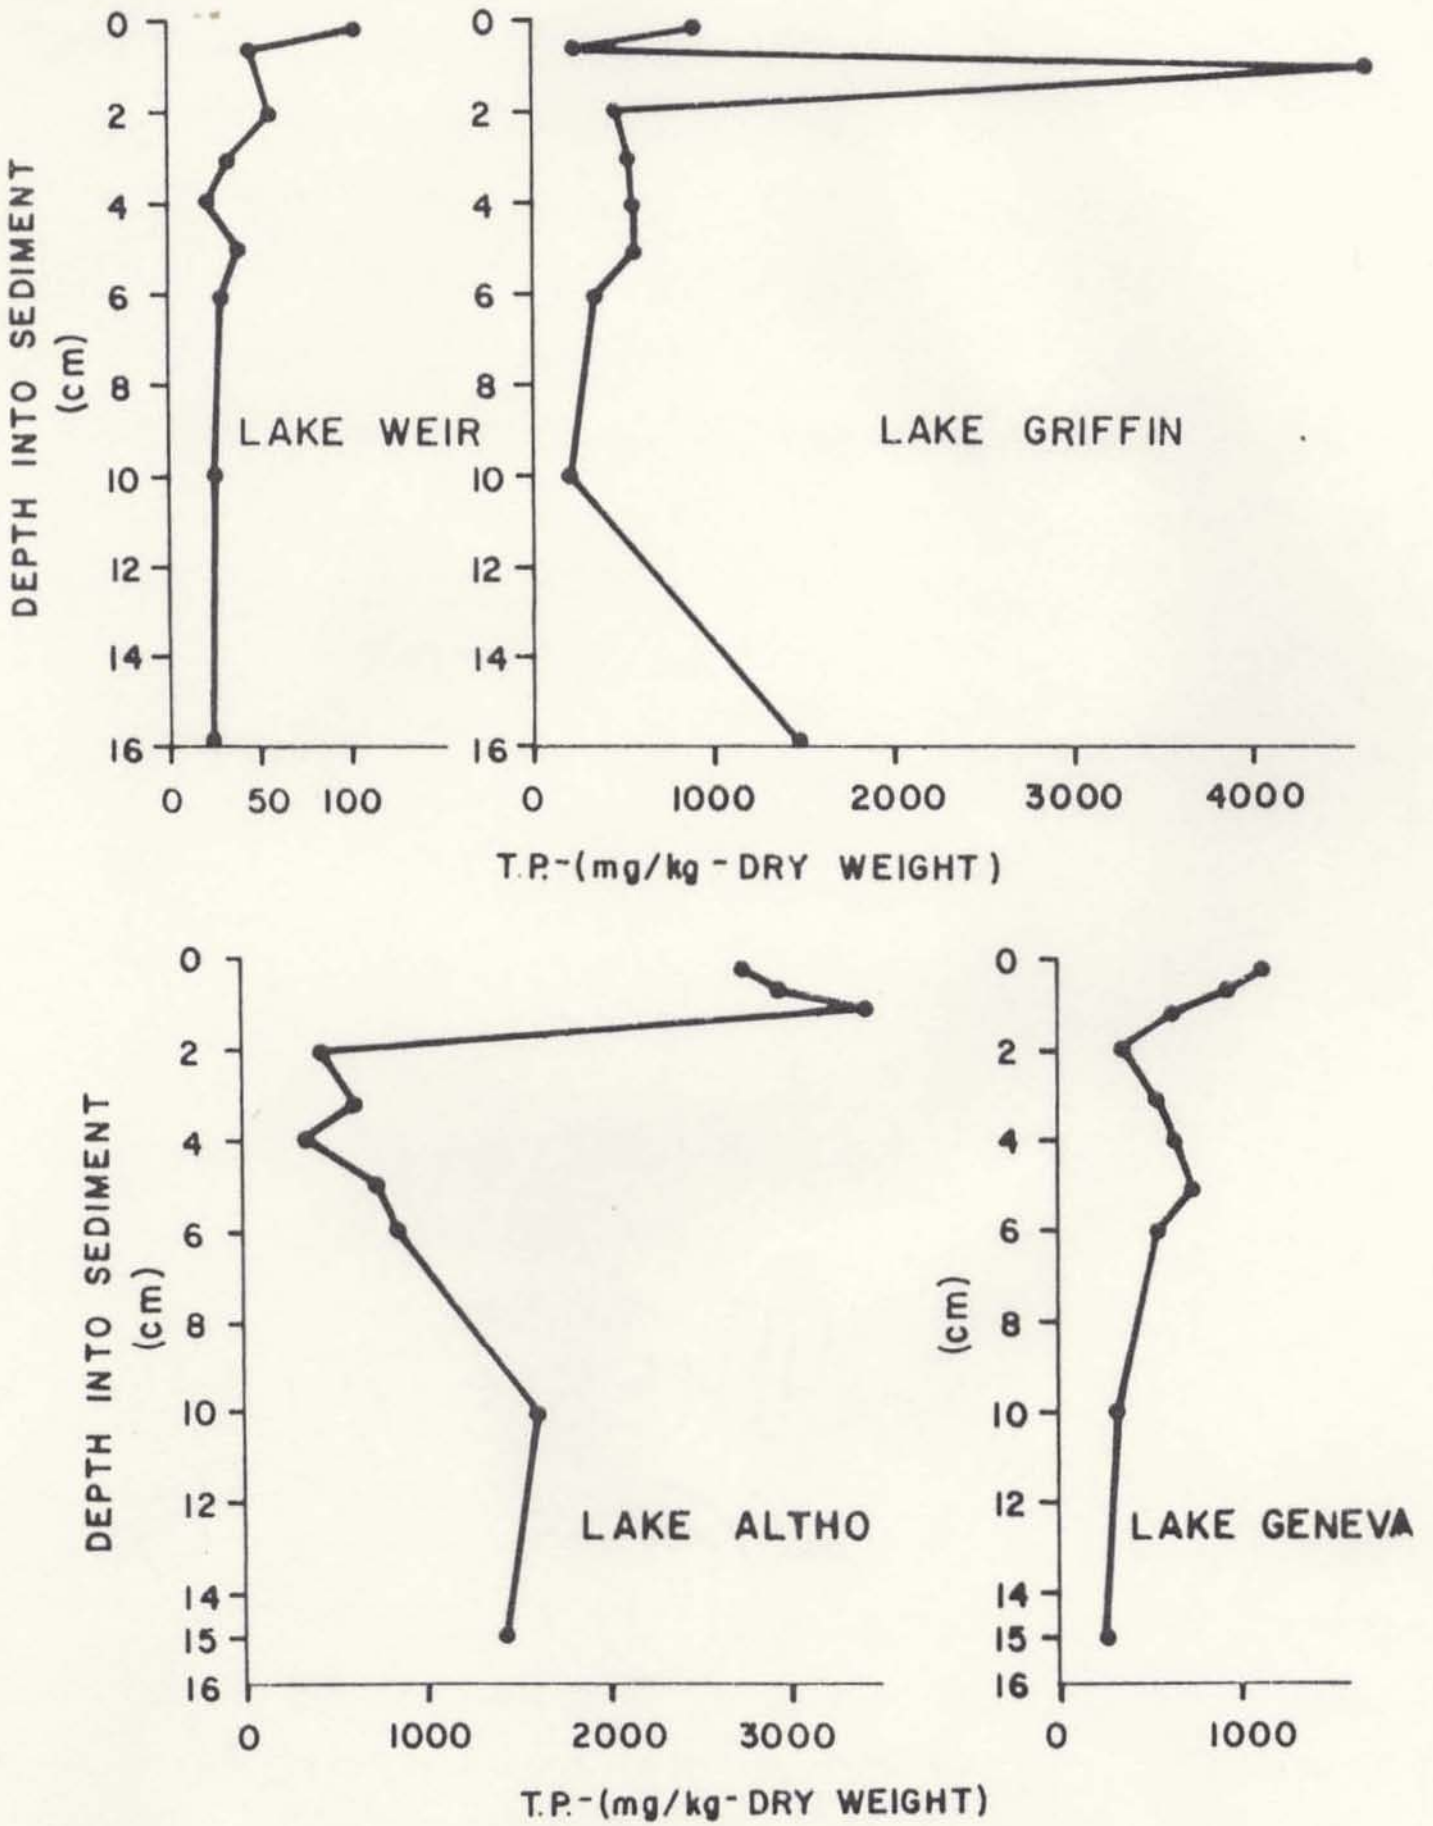 0
2
4
6
8
10
12
14
16
DEPTH INTO SEDIMENT
(cm)
LAKE WEIR
0 50 100
0
2
4
6
8
10
12
14
16
LAKE GRIFFIN
0 1000 2000 3000 4000
T.P.-(mg/kg-DRY WEIGHT)
0
2
4
6
8
10
12
14
15
16
DEPTH INTO SEDIMENT
(cm)
LAKE ALTHO
0 1000 2000 3000
0
2
4
6
8
10
12
14
15
16
(cm)
LAKE GENEVA
0 1000
T.P.-(mg/kg-DRY WEIGHT)